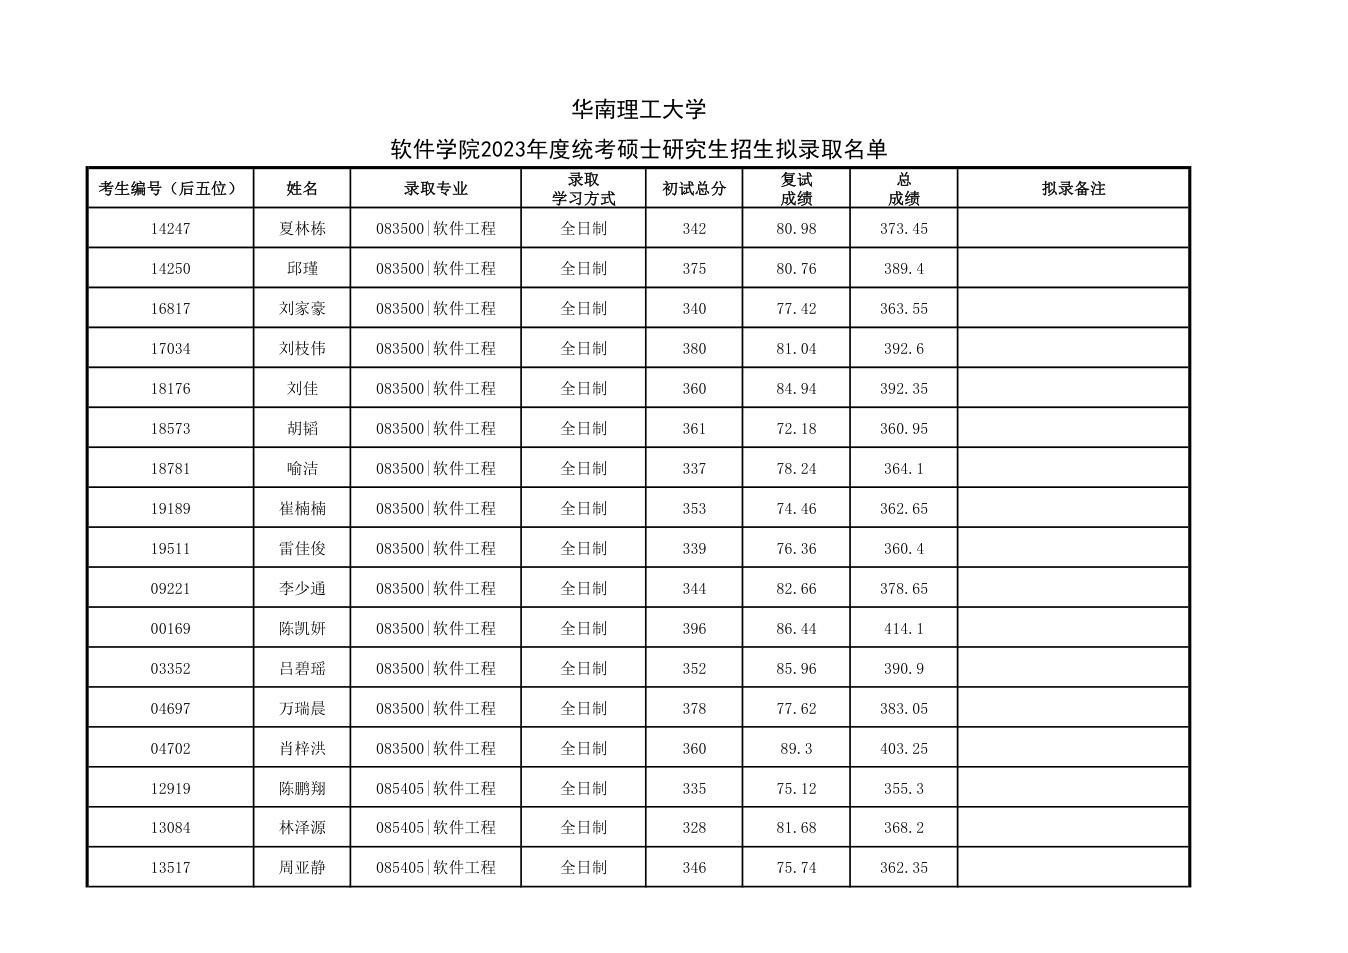 华南理工大学
软件学院2023年度统考硕士研究生招生拟录取名单
考生编号（后五位） 姓名 录取专业 录取学习方式 初试总分 复试成绩 总成绩 拟录备注
14247 夏林栋 083500|软件工程 全日制 342 80.98 373.45
14250 邱瑾 083500|软件工程 全日制 375 80.76 389.4
16817 刘家豪 083500|软件工程 全日制 340 77.42 363.55
17034 刘枝伟 083500|软件工程 全日制 380 81.04 392.6
18176 刘佳 083500|软件工程 全日制 360 84.94 392.35
18573 胡韬 083500|软件工程 全日制 361 72.18 360.95
18781 喻洁 083500|软件工程 全日制 337 78.24 364.1
19189 崔楠楠 083500|软件工程 全日制 353 74.46 362.65
19511 雷佳俊 083500|软件工程 全日制 339 76.36 360.4
09221 李少通 083500|软件工程 全日制 344 82.66 378.65
00169 陈凯妍 083500|软件工程 全日制 396 86.44 414.1
03352 吕碧瑶 083500|软件工程 全日制 352 85.96 390.9
04697 万瑞晨 083500|软件工程 全日制 378 77.62 383.05
04702 肖梓洪 083500|软件工程 全日制 360 89.3 403.25
12919 陈鹏翔 085405|软件工程 全日制 335 75.12 355.3
13084 林泽源 085405|软件工程 全日制 328 81.68 368.2
13517 周亚静 085405|软件工程 全日制 346 75.74 362.35